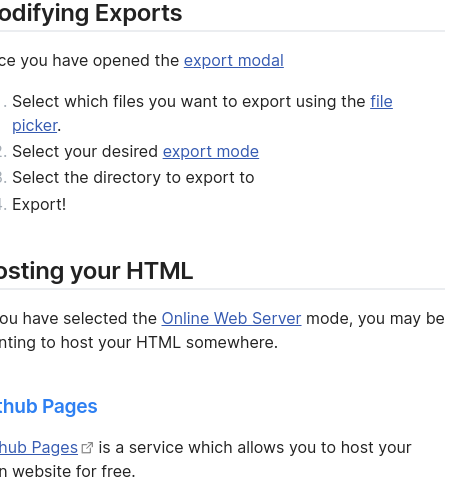 odifying Exports
ce you have opened the export modal
. Select which files you want to export using the file
picker.
2. Select your desired export mode
3. Select the directory to export to
4. Export!
osting your HTML
ou have selected the Online Web Server mode, you may be
nting to host your HTML somewhere.
thub Pages
hub Pages is a service which allows you to host your
n website for free.